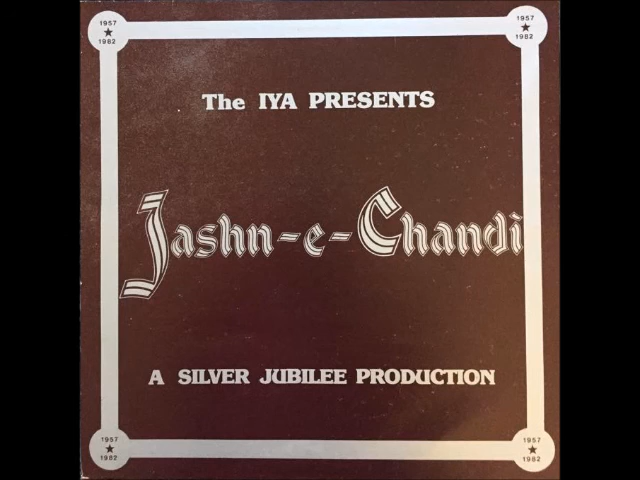 1957 1957
★ ★
1982 1982
The IYA PRESENTS
Jashn-e-Chandi
A SILVER JUBILEE PRODUCTION
1957 1957
★ ★
1982 1982